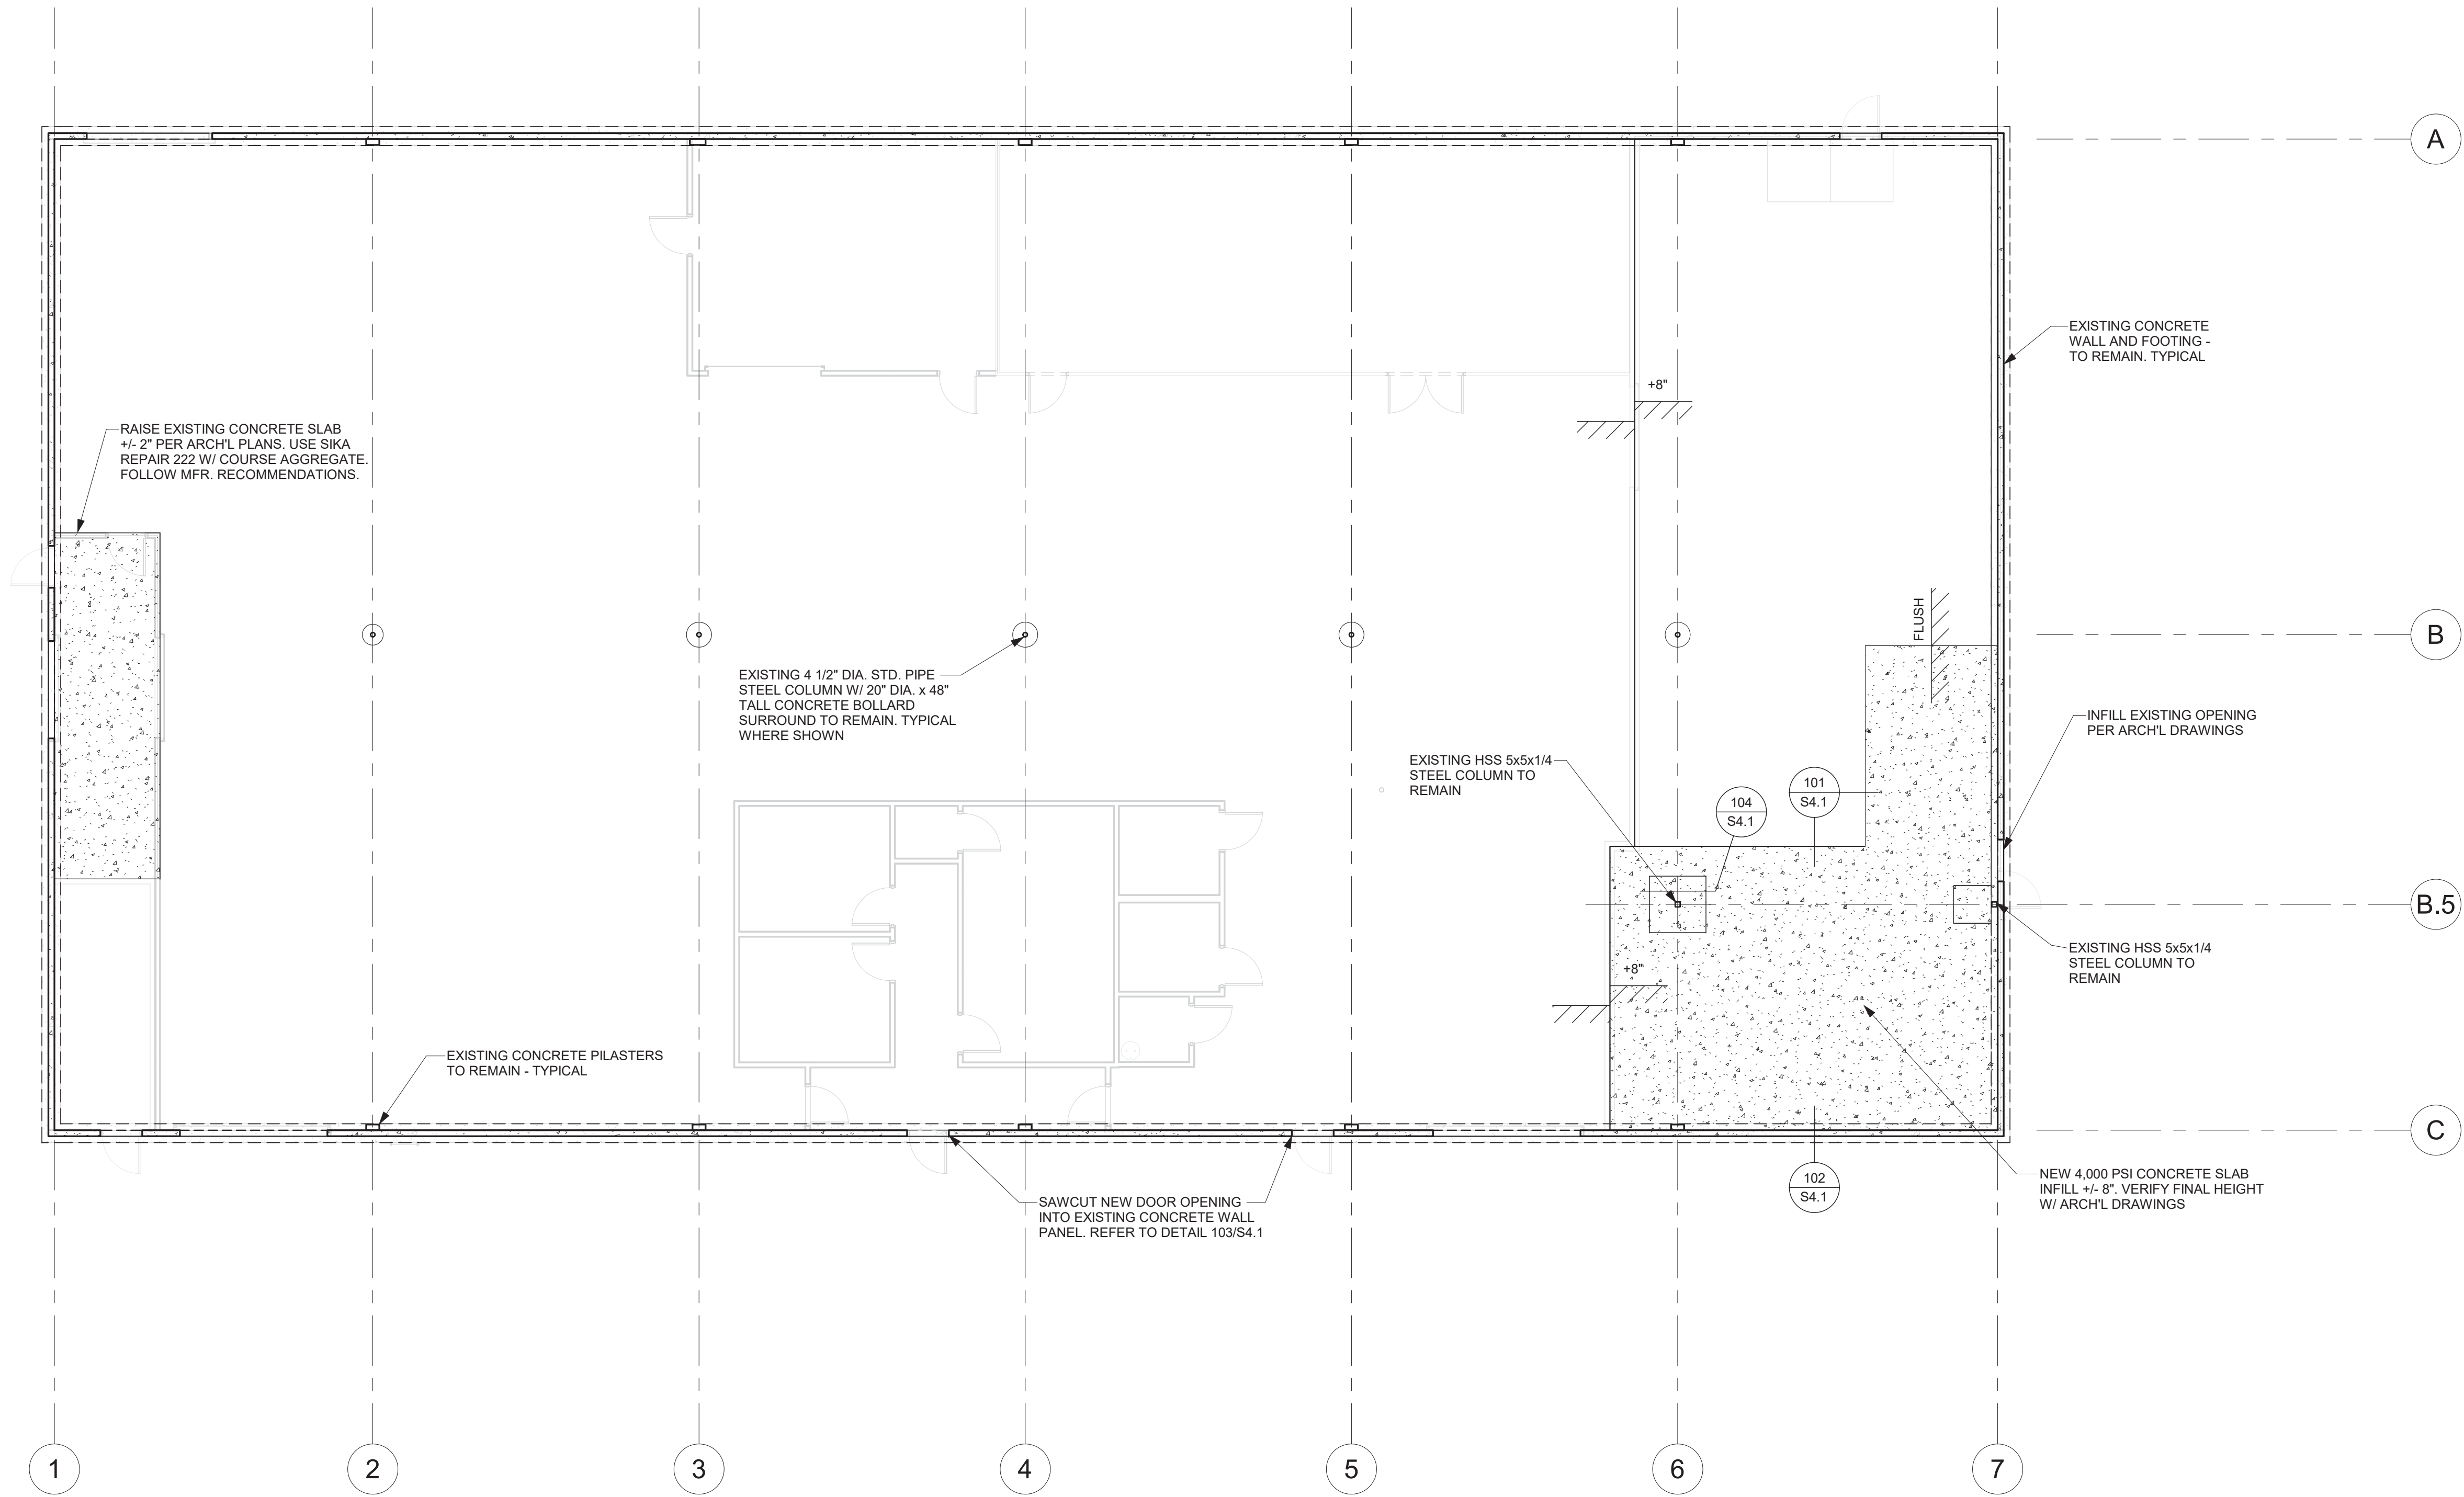 A
EXISTING CONCRETE
WALL AND FOOTING -
TO REMAIN. TYPICAL
+8"
RAISE EXISTING CONCRETE SLAB
+/- 2" PER ARCH'L PLANS. USE SIKA
REPAIR 222 W/ COURSE AGGREGATE.
FOLLOW MFR. RECOMMENDATIONS.
FLUSH
B
EXISTING 4 1/2" DIA. STD. PIPE
STEEL COLUMN W/ 20" DIA. x 48"
TALL CONCRETE BOLLARD
SURROUND TO REMAIN. TYPICAL
WHERE SHOWN
INFILL EXISTING OPENING
PER ARCH'L DRAWINGS
EXISTING HSS 5x5x1/4
STEEL COLUMN TO
REMAIN
104
S4.1
101
S4.1
B.5
EXISTING HSS 5x5x1/4
STEEL COLUMN TO
REMAIN
+8"
EXISTING CONCRETE PILASTERS
TO REMAIN - TYPICAL
C
102
S4.1
NEW 4,000 PSI CONCRETE SLAB
INFILL +/- 8". VERIFY FINAL HEIGHT
W/ ARCH'L DRAWINGS
SAWCUT NEW DOOR OPENING
INTO EXISTING CONCRETE WALL
PANEL. REFER TO DETAIL 103/S4.1
1
2
3
4
5
6
7